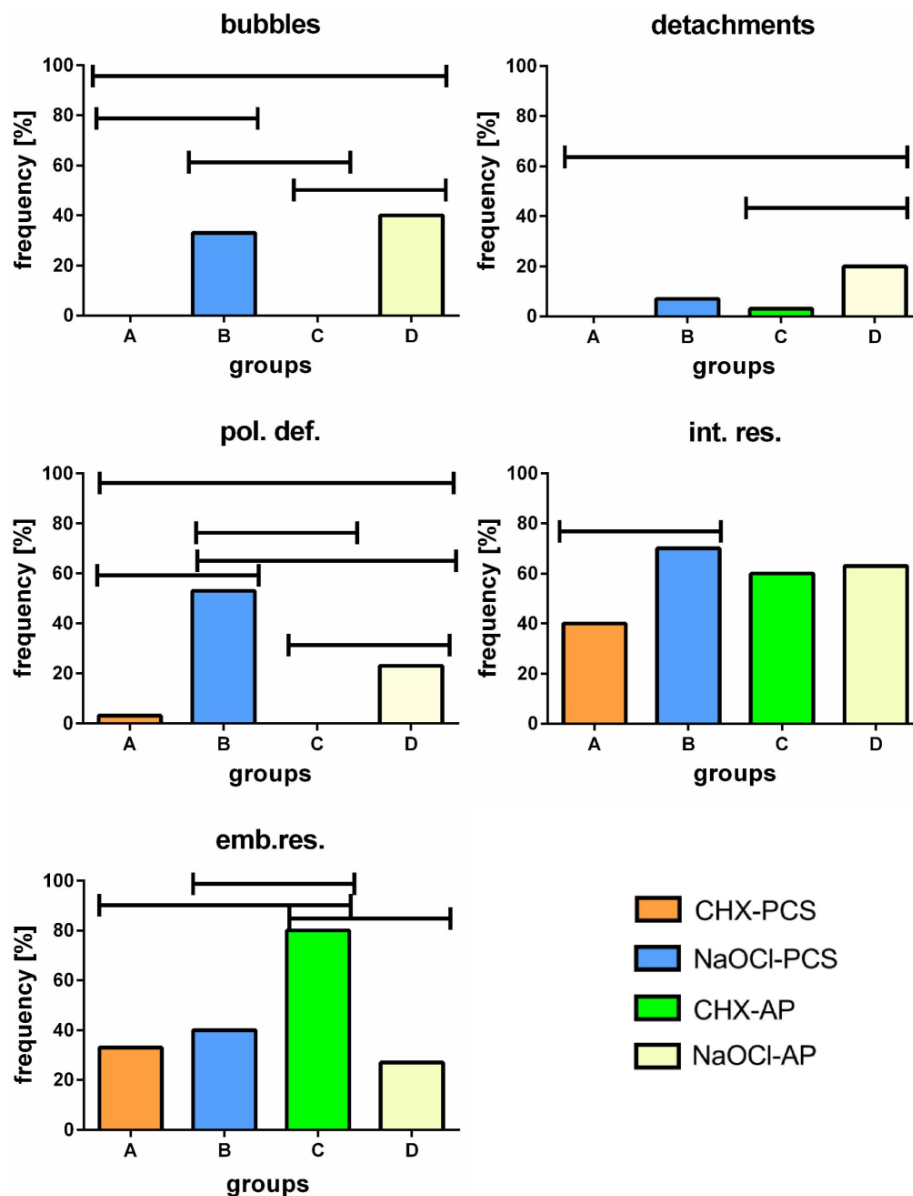 bubbles
frequency [%]
100
80
60
40
20
0
A B C D
groups
detachments
frequency [%]
100
80
60
40
20
0
A B C D
groups
pol. def.
frequency [%]
100
80
60
40
20
0
A B C D
groups
int. res.
frequency [%]
100
80
60
40
20
0
A B C D
groups
emb.res.
frequency [%]
100
80
60
40
20
0
A B C D
groups
CHX-PCS
NaOCl-PCS
CHX-AP
NaOCl-AP